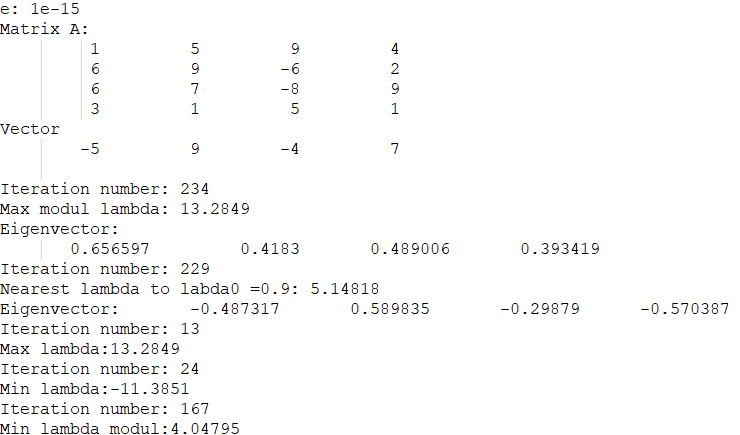 e: 1e-15
Matrix A:
1 5 9 4
6 9 -6 2
6 7 -8 9
3 1 5 1
Vector
-5 9 -4 7
Iteration number: 234
Max modul lambda: 13.2849
Eigenvector:
0.656597 0.4183 0.489006 0.393419
Iteration number: 229
Nearest lambda to labda0 =0.9: 5.14818
Eigenvector: -0.487317 0.589835 -0.29879 -0.570387
Iteration number: 13
Max lambda:13.2849
Iteration number: 24
Min lambda:-11.3851
Iteration number: 167
Min lambda modul:4.04795